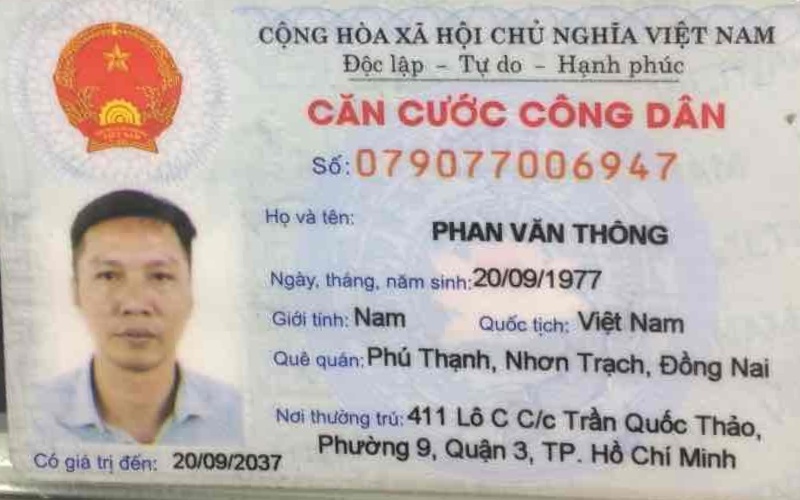 CỘNG HÒA XÃ HỘI CHỦ NGHĨA VIỆT NAM
Độc lập - Tự do - Hạnh phúc
CĂN CƯỚC CÔNG DÂN
Số: 079077006947
Họ và tên: PHAN VĂN THÔNG
Ngày, tháng, năm sinh: 20/09/1977
Giới tính: Nam Quốc tịch: Việt Nam
Quê quán: Phú Thạnh, Nhơn Trạch, Đồng Nai
Nơi thường trú: 411 Lô C C/c Trần Quốc Thảo,
Phường 9, Quận 3, TP. Hồ Chí Minh
Có giá trị đến: 20/09/2037